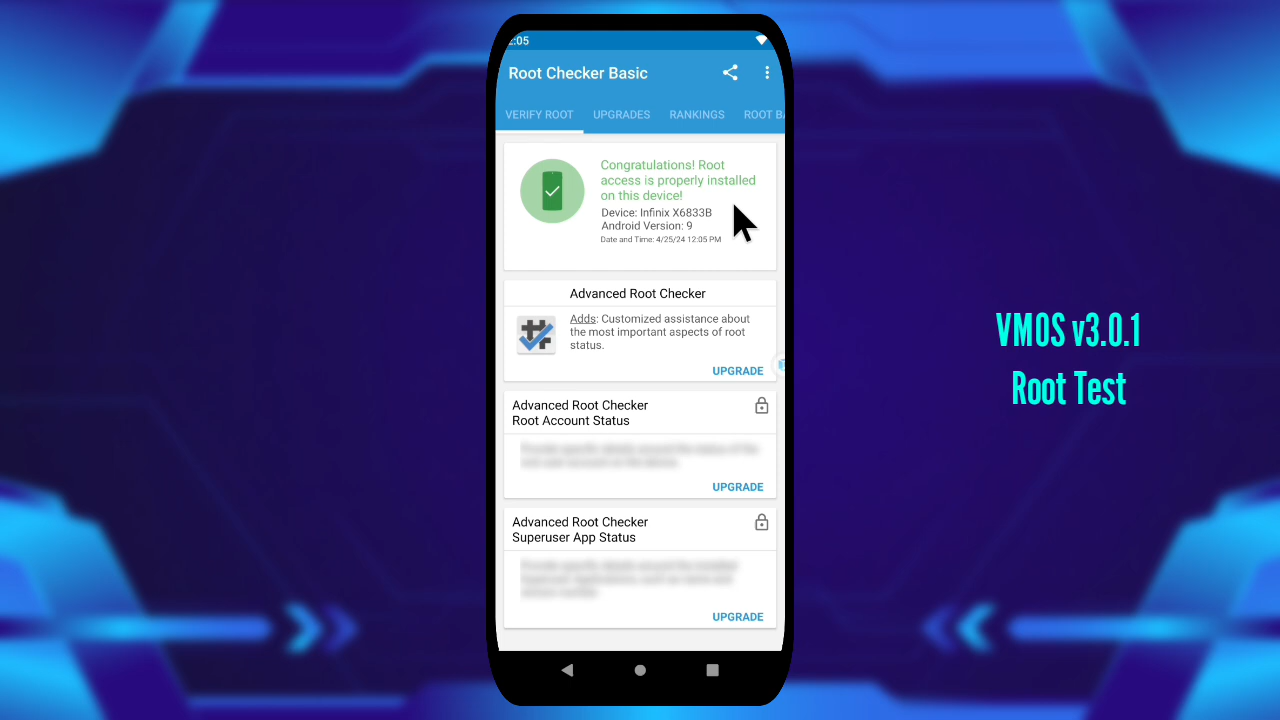 :05
Root Checker Basic
VERIFY ROOT UPGRADES RANKINGS ROOT BA
Congratulations! Root
access is properly installed
on this device!
Device: Infinix X6833B
Android Version: 9
Date and Time: 4/25/24 12:05 PM
Advanced Root Checker
Adds: Customized assistance about
the most important aspects of root
status.
UPGRADE
Advanced Root Checker
Root Account Status
UPGRADE
Advanced Root Checker
Superuser App Status
UPGRADE
VMOS v3.0.1
Root Test